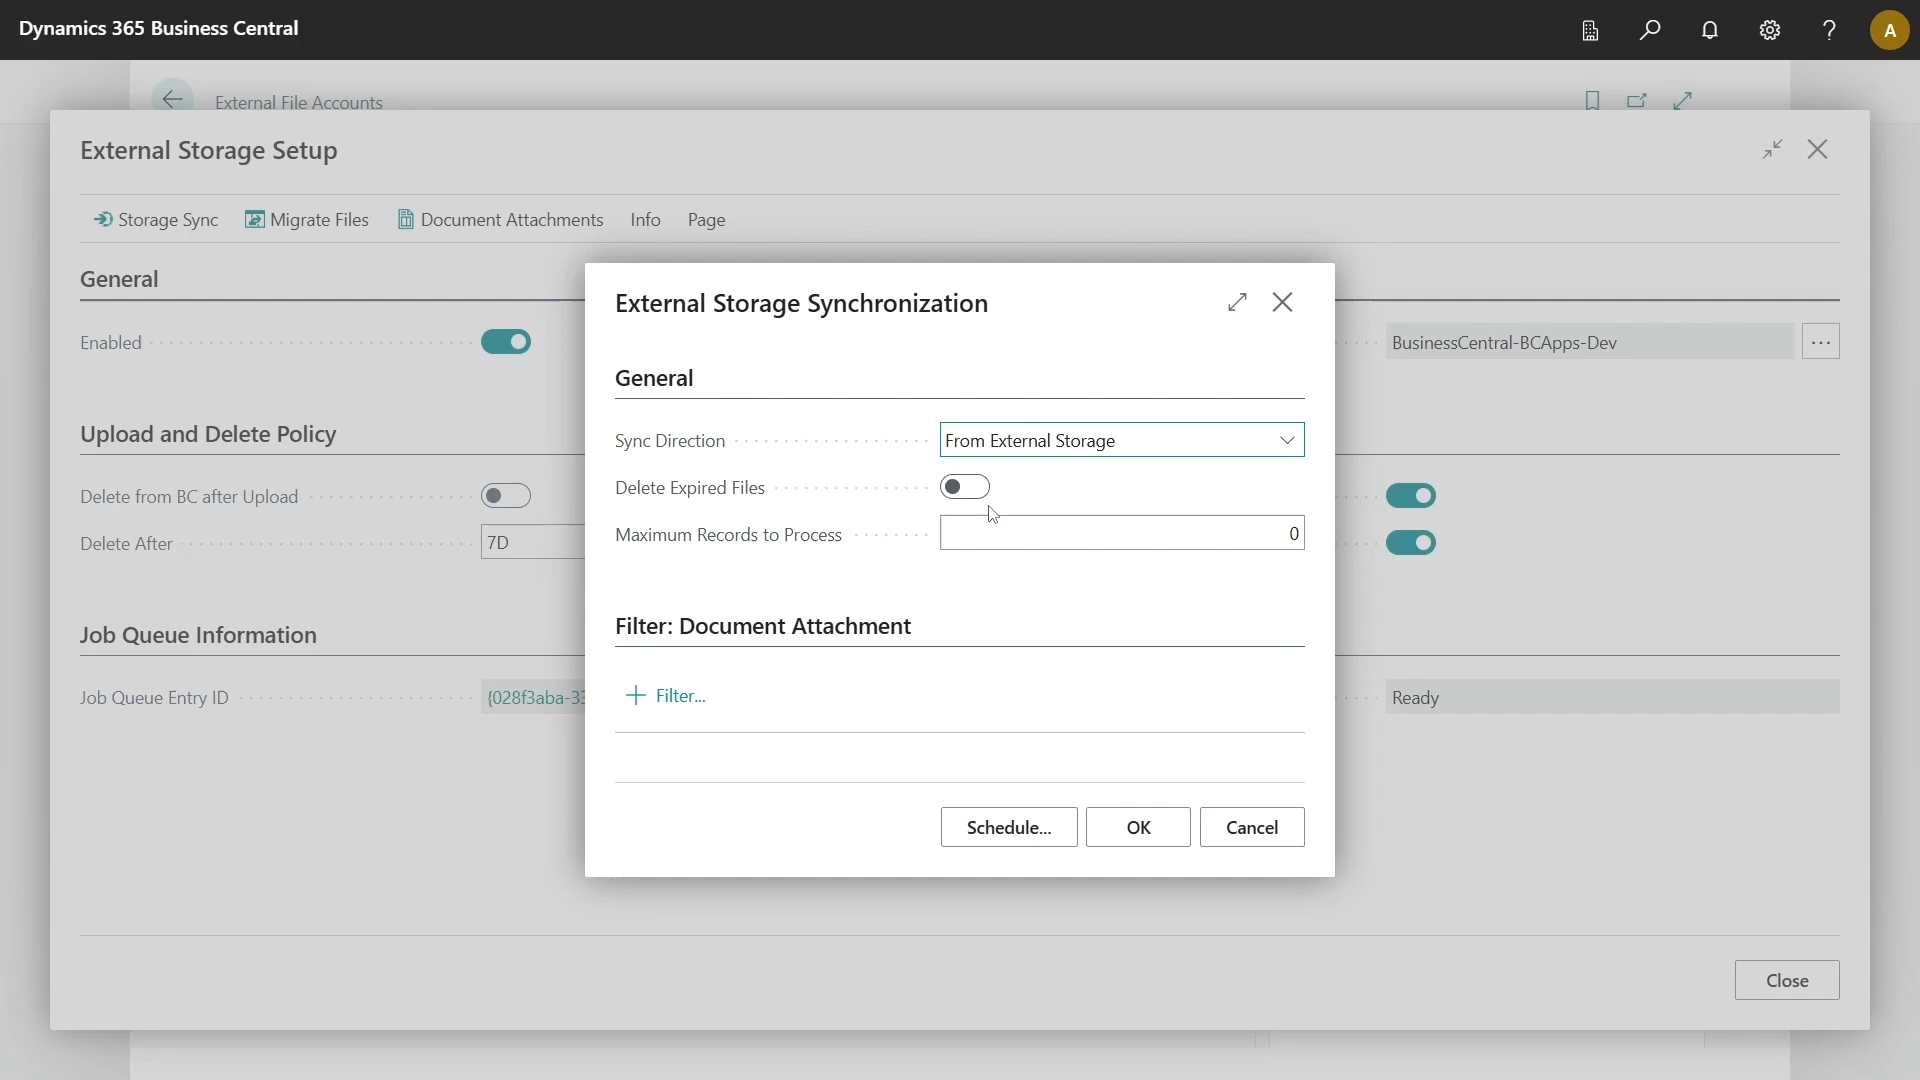 Dynamics 365 Business Central
A
External File Accounts
External Storage Setup
Storage Sync
Migrate Files
Document Attachments
Info
Page
General
Enabled
BusinessCentral-BCApps-Dev
Upload and Delete Policy
Delete from BC after Upload
Delete After
7D
Job Queue Information
Job Queue Entry ID
{028f3aba-33
Ready
External Storage Synchronization
General
Sync Direction
From External Storage
Delete Expired Files
Maximum Records to Process
0
Filter: Document Attachment
Filter...
Schedule...
OK
Cancel
Close